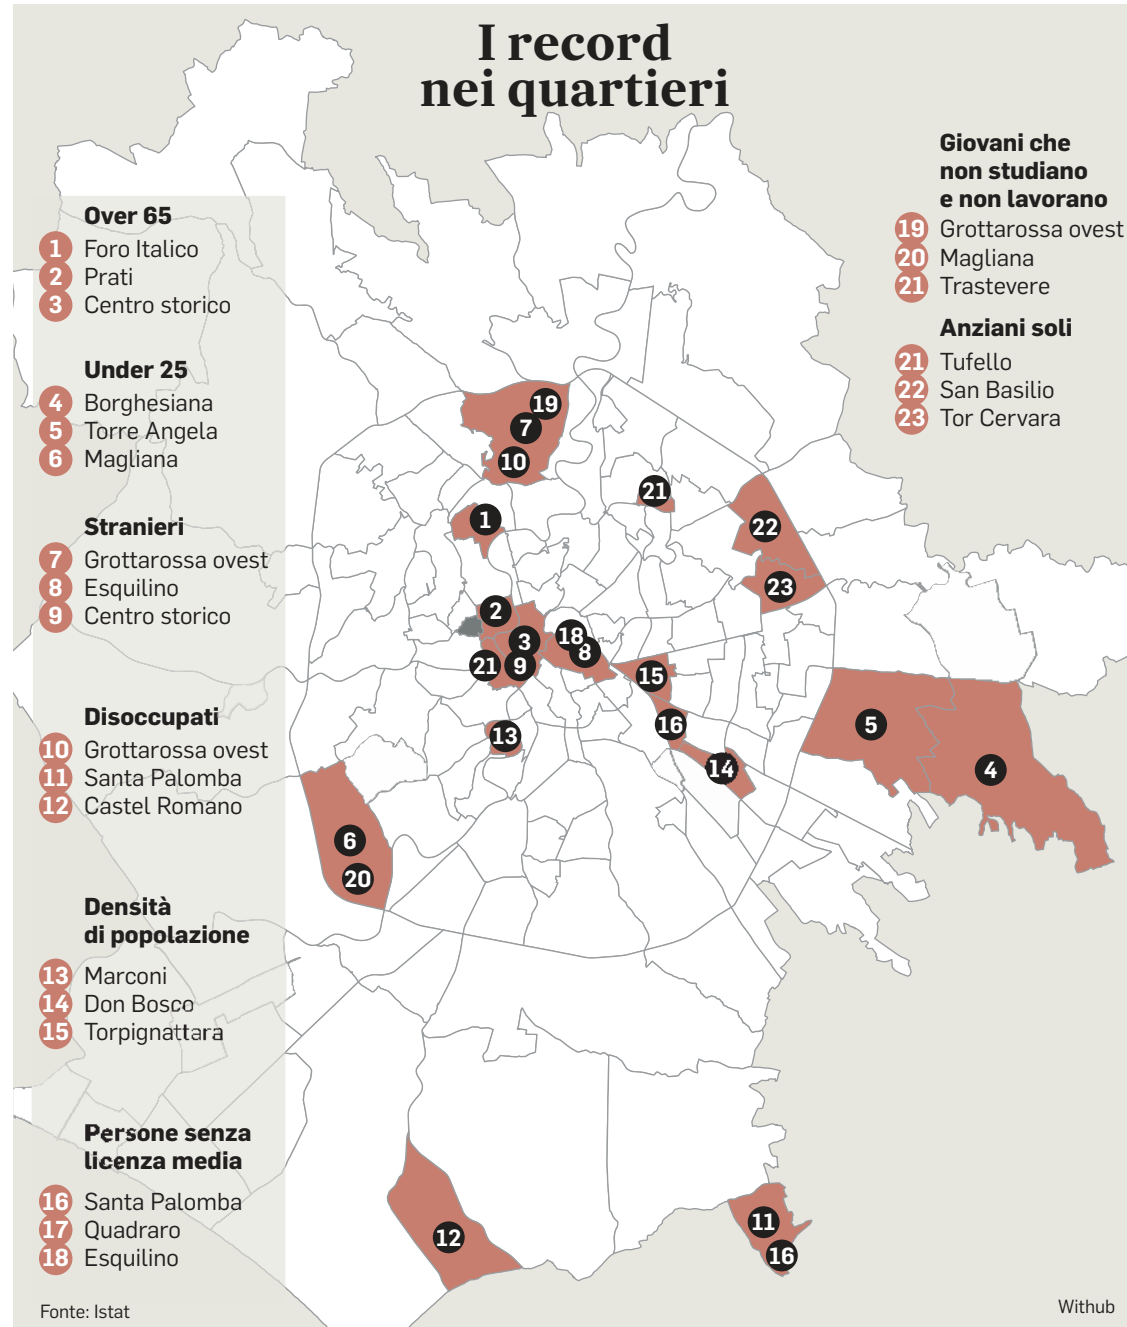 I record
nei quartieri
Over 65
1 Foro Italico
2 Prati
3 Centro storico
Under 25
4 Borghesiana
5 Torre Angela
6 Magliana
Stranieri
7 Grottarossa ovest
8 Esquilino
9 Centro storico
Disoccupati
10 Grottarossa ovest
11 Santa Palomba
12 Castel Romano
Densità
di popolazione
13 Marconi
14 Don Bosco
15 Torpignattara
Persone senza
licenza media
16 Santa Palomba
17 Quadraro
18 Esquilino
Giovani che
non studiano
e non lavorano
19 Grottarossa ovest
20 Magliana
21 Trastevere
Anziani soli
21 Tufello
22 San Basilio
23 Tor Cervara
19
7
10
21
1
22
23
2
18
3
8
21
9
15
16
5
13
14
4
6
20
11
12
16
Fonte: Istat
Withub